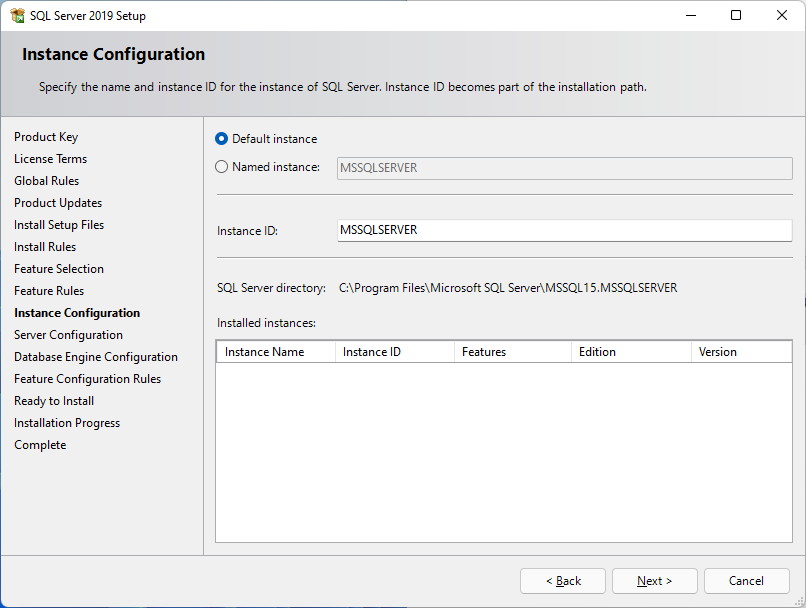 SQL Server 2019 Setup
Instance Configuration
Specify the name and instance ID for the instance of SQL Server. Instance ID becomes part of the installation path.
Product Key
License Terms
Global Rules
Product Updates
Install Setup Files
Install Rules
Feature Selection
Feature Rules
Instance Configuration
Server Configuration
Database Engine Configuration
Feature Configuration Rules
Ready to Install
Installation Progress
Complete
Default instance
Named instance: MSSQLSERVER
Instance ID: MSSQLSERVER
SQL Server directory: C:\Program Files\Microsoft SQL Server\MSSQL15.MSSQLSERVER
Installed instances:
Instance Name Instance ID Features Edition Version
< Back Next > Cancel